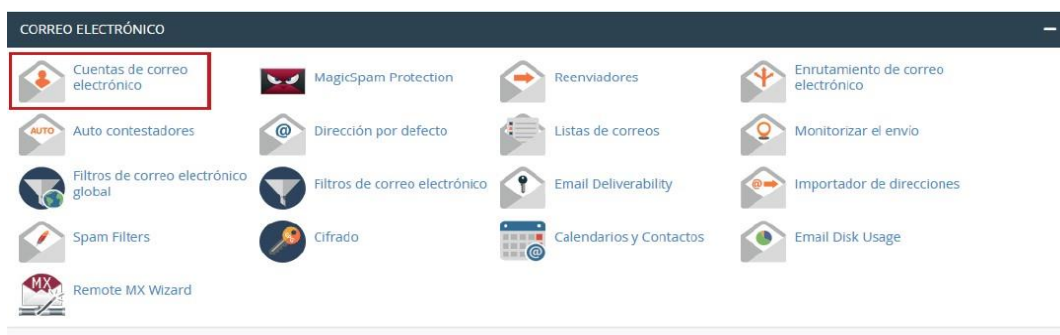 CORREO ELECTRÓNICO
Cuentas de correo
electrónico
MagicSpam Protection
Reenviadores
Enrutamiento de correo
electrónico
AUTO
Auto contestadores
@
Dirección por defecto
Listas de correos
Monitorizar el envío
Filtros de correo electrónico
global
Filtros de correo electrónico
Email Deliverability
@
Importador de direcciones
Spam Filters
Cifrado
@
Calendarios y Contactos
Email Disk Usage
MX
Remote MX Wizard